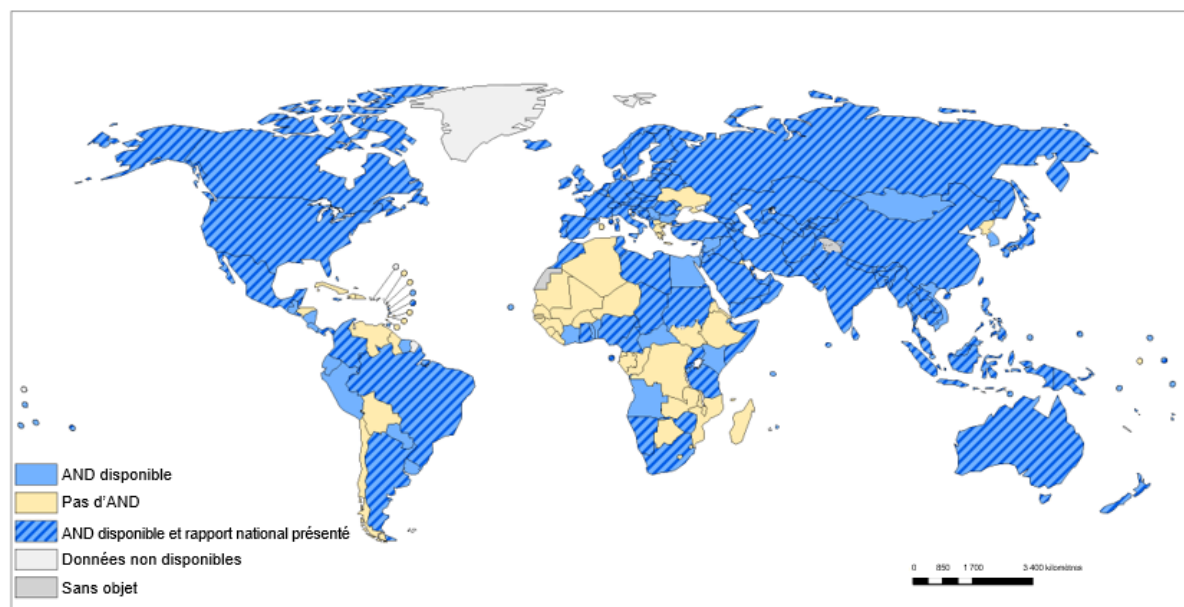 AND disponible
Pas d'AND
AND disponible et rapport national présenté
Données non disponibles
Sans objet
0 850 1 700 3 400 kilomètres